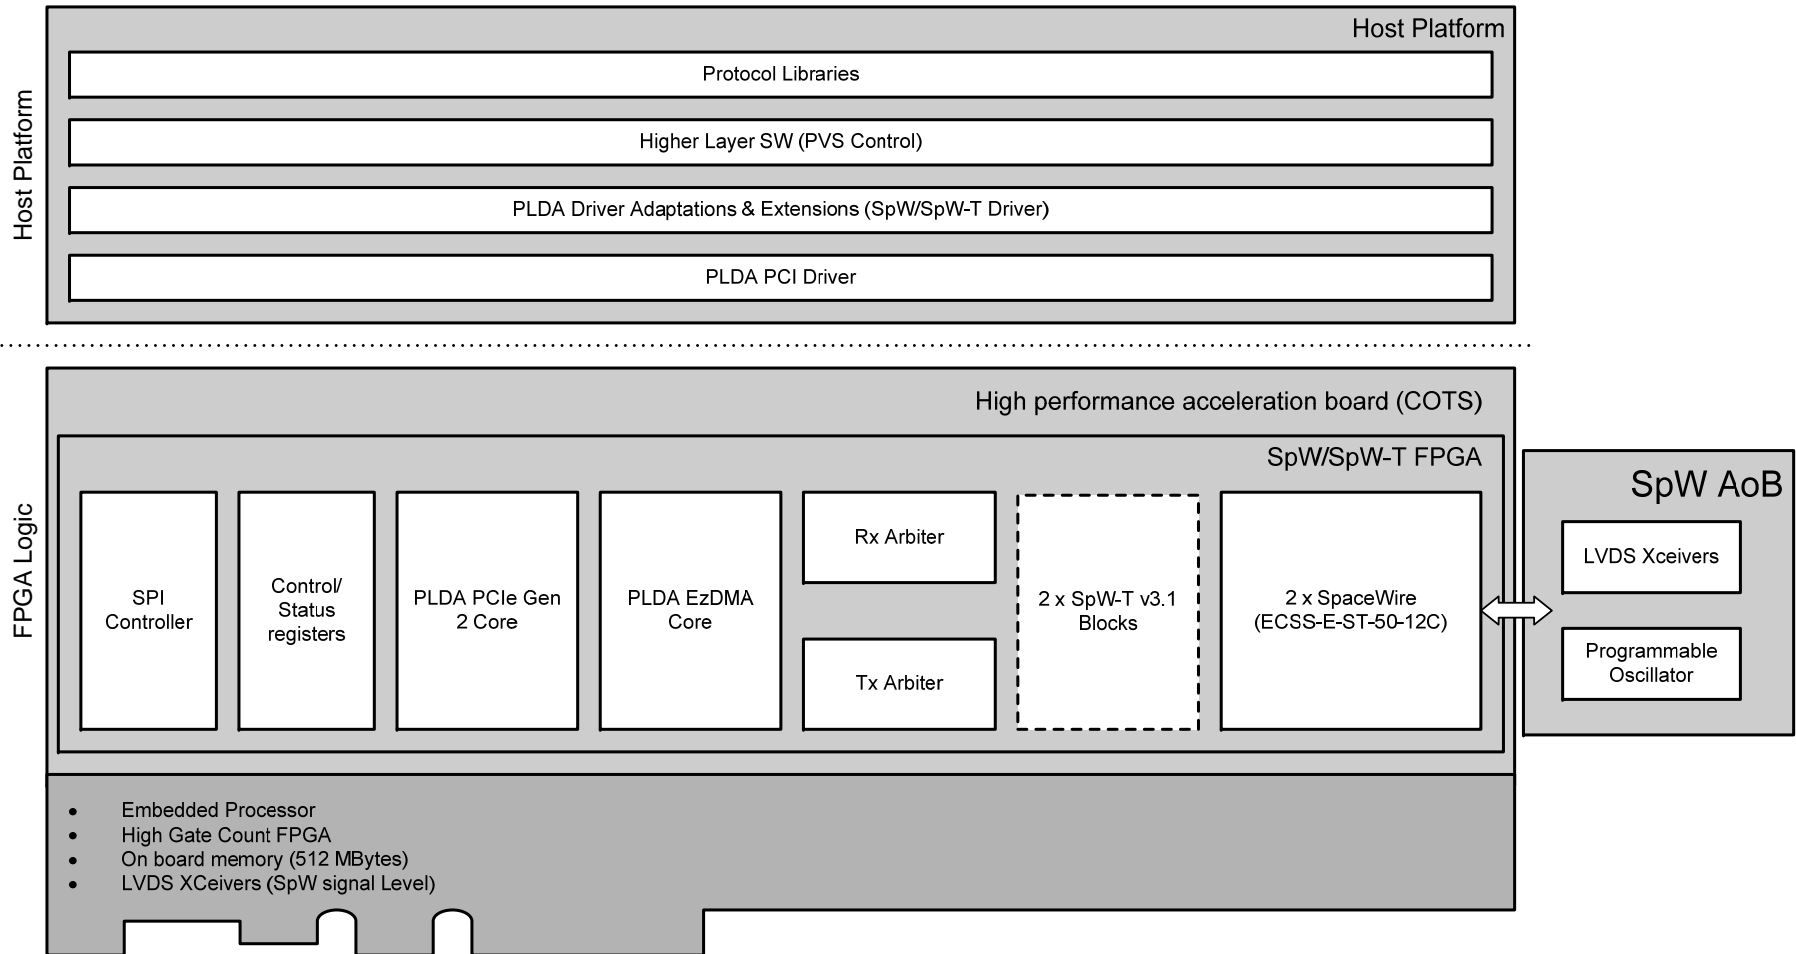 Host Platform
Host Platform
Protocol Libraries
Higher Layer SW (PVS Control)
PLDA Driver Adaptations & Extensions (SpW/SpW-T Driver)
PLDA PCI Driver
FPGA Logic
High performance acceleration board (COTS)
SpW/SpW-T FPGA
SPI
Controller
Control/
Status
registers
PLDA PCIe Gen
2 Core
PLDA EzDMA
Core
Rx Arbiter
Tx Arbiter
2 x SpW-T v3.1
Blocks
2 x SpaceWire
(ECSS-E-ST-50-12C)
SpW AoB
LVDS Xceivers
Programmable
Oscillator
• Embedded Processor
• High Gate Count FPGA
• On board memory (512 MBytes)
• LVDS XCeivers (SpW signal Level)